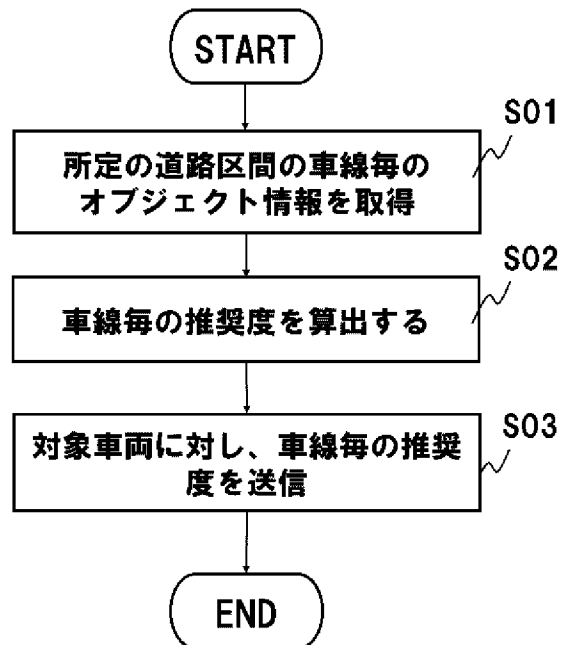 START
S01
所定の道路区間の車線毎の
オブジェクト情報を取得
S02
車線毎の推奨度を算出する
S03
対象車両に対し、車線毎の推奨
度を送信
END